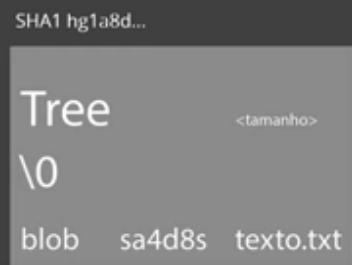 SHA1 hg1a8d...
Tree <tamanho>
\0
blob sa4d8s texto.txt